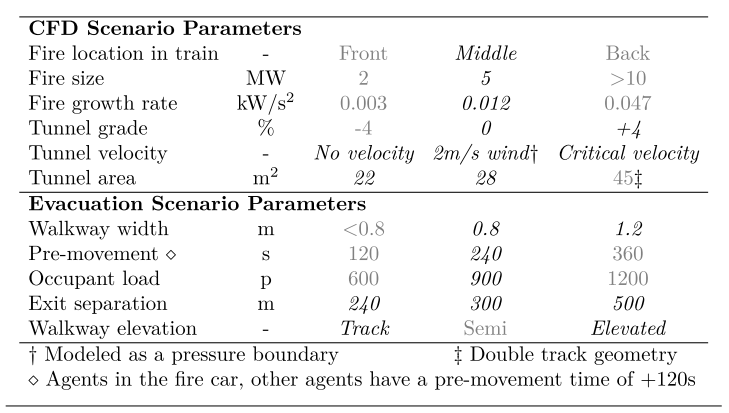 CFD Scenario Parameters
Fire location in train - Front Middle Back
Fire size MW 2 5 >10
Fire growth rate kW/s² 0.003 0.012 0.047
Tunnel grade % -4 0 +4
Tunnel velocity - No velocity 2m/s wind† Critical velocity
Tunnel area m² 22 28 45‡
Evacuation Scenario Parameters
Walkway width m <0.8 0.8 1.2
Pre-movement ⋄ s 120 240 360
Occupant load p 600 900 1200
Exit separation m 240 300 500
Walkway elevation - Track Semi Elevated
† Modeled as a pressure boundary ‡ Double track geometry
⋄ Agents in the fire car, other agents have a pre-movement time of +120s